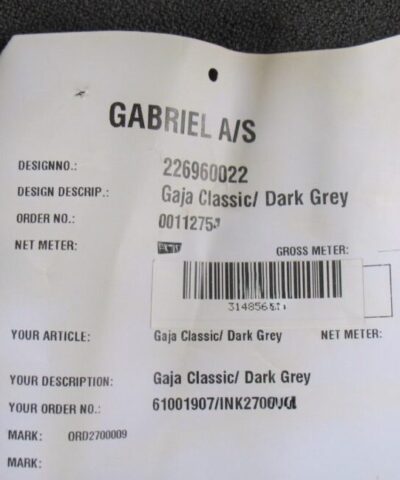 GABRIEL A/S
DESIGNNO.: 226960022
DESIGN DESCRIP.: Gaja Classic/ Dark Grey
ORDER NO.:
NET METER: GROSS METER:
YOUR ARTICLE: Gaja Classic/ Dark Grey NET METER:
YOUR DESCRIPTION: Gaja Classic/ Dark Grey
YOUR ORDER NO.:
MARK: ORD2700009
MARK: